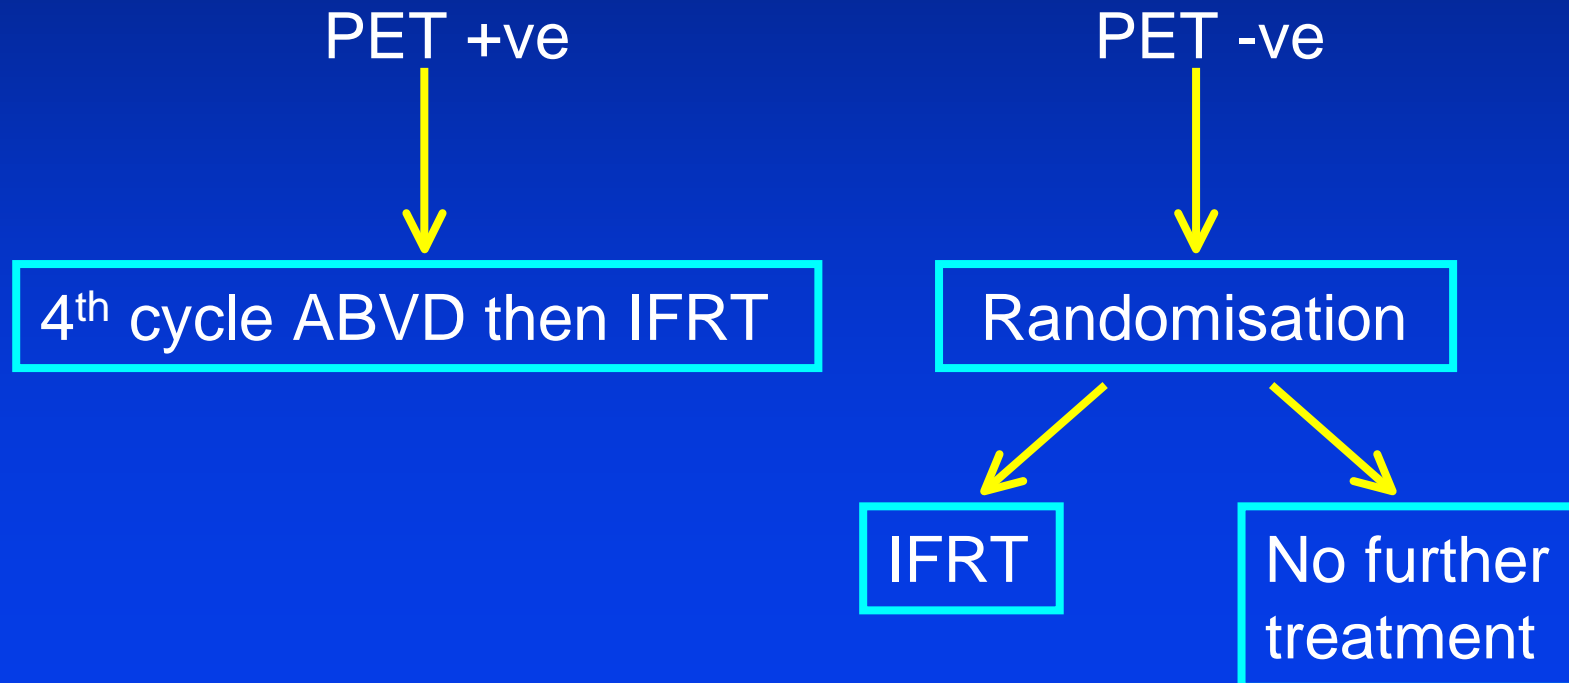 PET +ve
PET -ve
4th cycle ABVD then IFRT
Randomisation
IFRT
No further
treatment